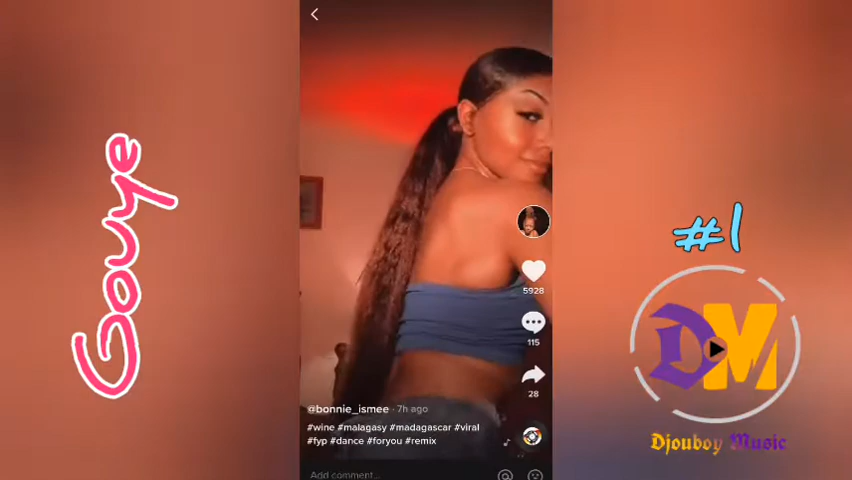 Gouye
5928
115
28
@bonnie_ismee · 7h ago
#wine #malagasy #madagascar #viral
#fyp #dance #foryou #remix
Add comment...
#1
DM
Djouboy Music